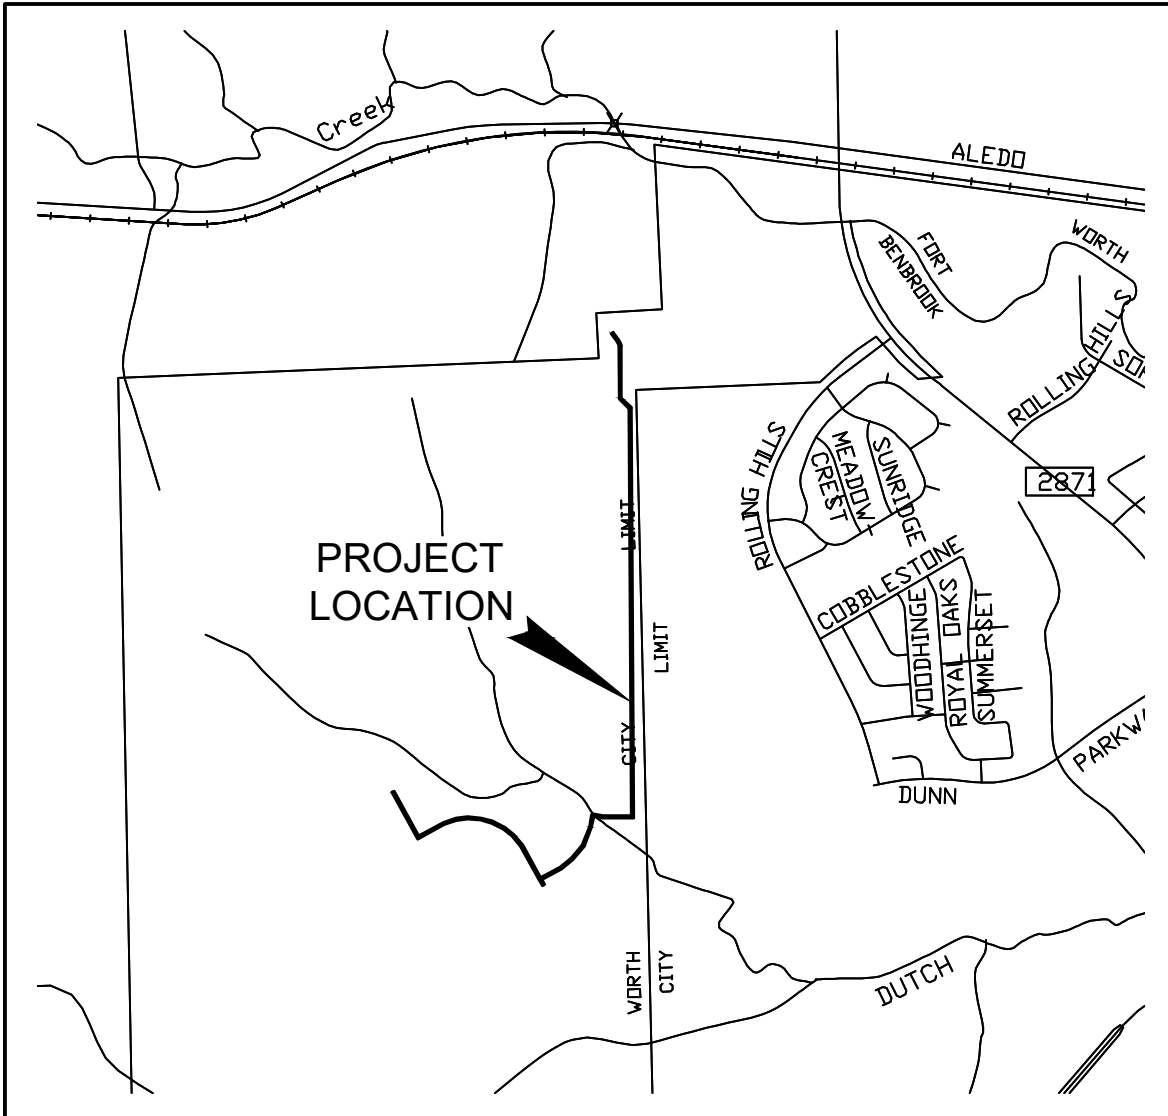 Creek
ALEDO
WORTH
FORT
BENBROOK
ROLLING HILLS
ROLLING HILLS
MEADOW
CREST
SUNRIDGE
2871
LIMIT
PROJECT
LOCATION
COBBLESTONE
WOODHINGE
ROYAL OAKS
SUMMERSET
LIMIT
CITY
DUNN
DUTCH
WORTH
CITY